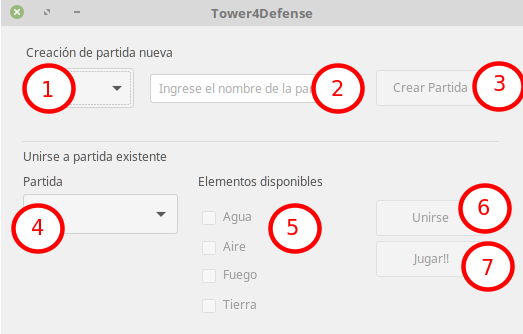 Tower4Defense
Creación de partida nueva
1
Ingrese el nombre de la par
2
Crear Partida
3
Unirse a partida existente
Partida
Elementos disponibles
4
Agua
5
Aire
Fuego
Tierra
Unirse
6
Jugar!!
7